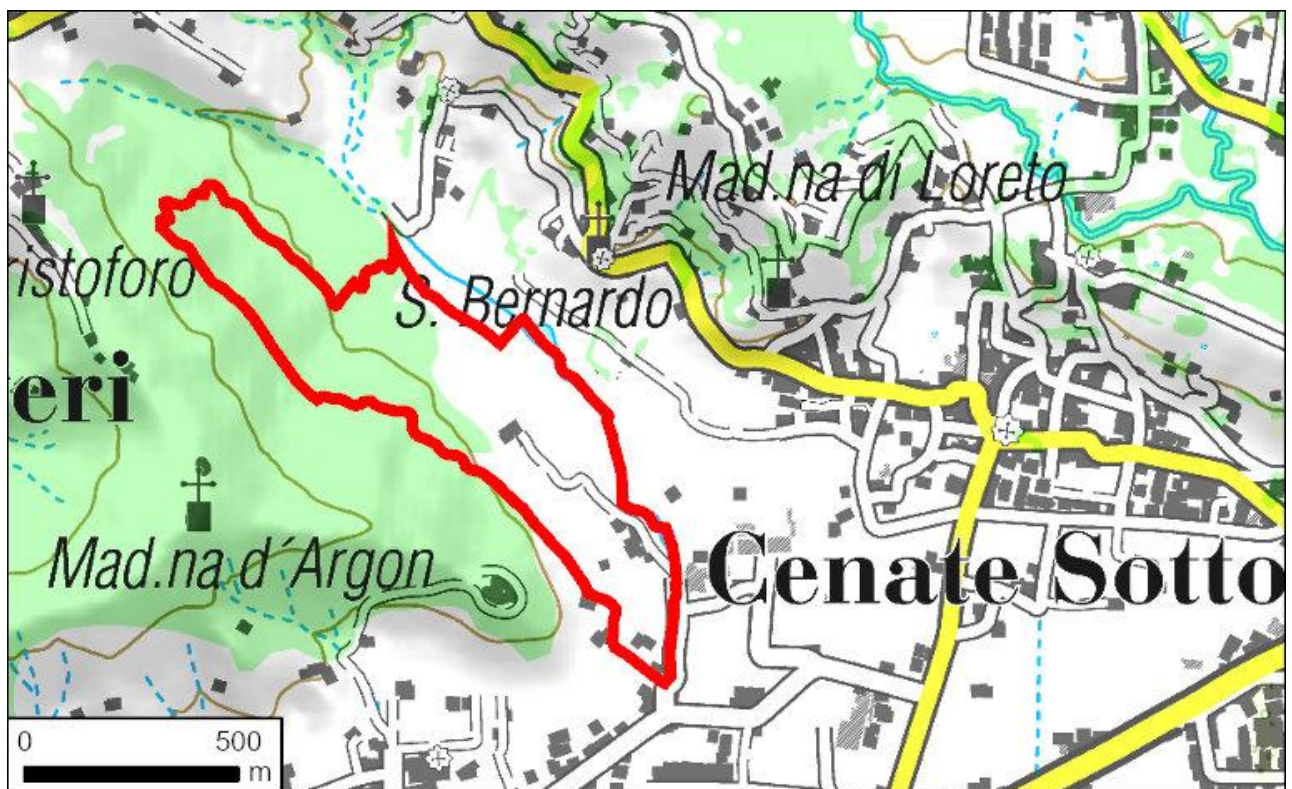 Mad.na di Loreto
ristoforo
S. Bernardo
eri
Mad.na d´Argon
Cenate Sotto
0 500
m